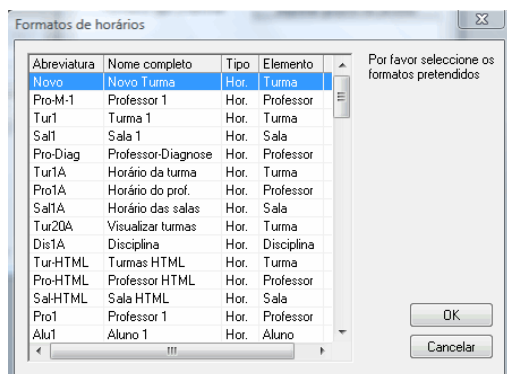 Formatos de horários
Abreviatura Nome completo Tipo Elemento
Novo Novo Turma Hor. Turma
Pro-M-1 Professor 1 Hor. Professor
Tur1 Turma 1 Hor. Turma
Sal1 Sala 1 Hor. Sala
Pro-Diag Professor-Diagnose Hor. Professor
Tur1A Horário da turma Hor. Turma
Pro1A Horário do prof. Hor. Professor
Sal1A Horário das salas Hor. Sala
Tur20A Visualizar turmas Hor. Turma
Dis1A Disciplina Hor. Disciplina
Tur-HTML Turmas HTML Hor. Turma
Pro-HTML Professor HTML Hor. Professor
Sal-HTML Sala HTML Hor. Sala
Pro1 Professor 1 Hor. Professor
Alu1 Aluno 1 Hor. Aluno
Por favor seleccione os
formatos pretendidos
OK
Cancelar